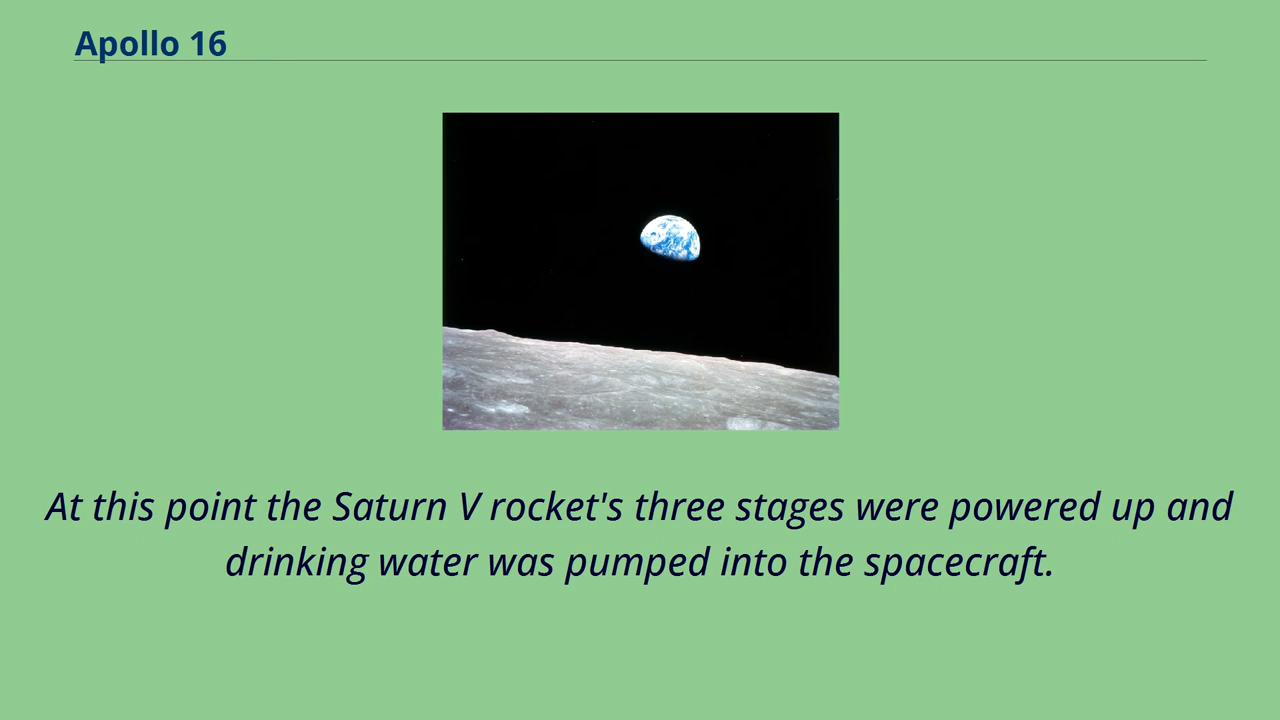 Apollo 16
At this point the Saturn V rocket's three stages were powered up and
drinking water was pumped into the spacecraft.